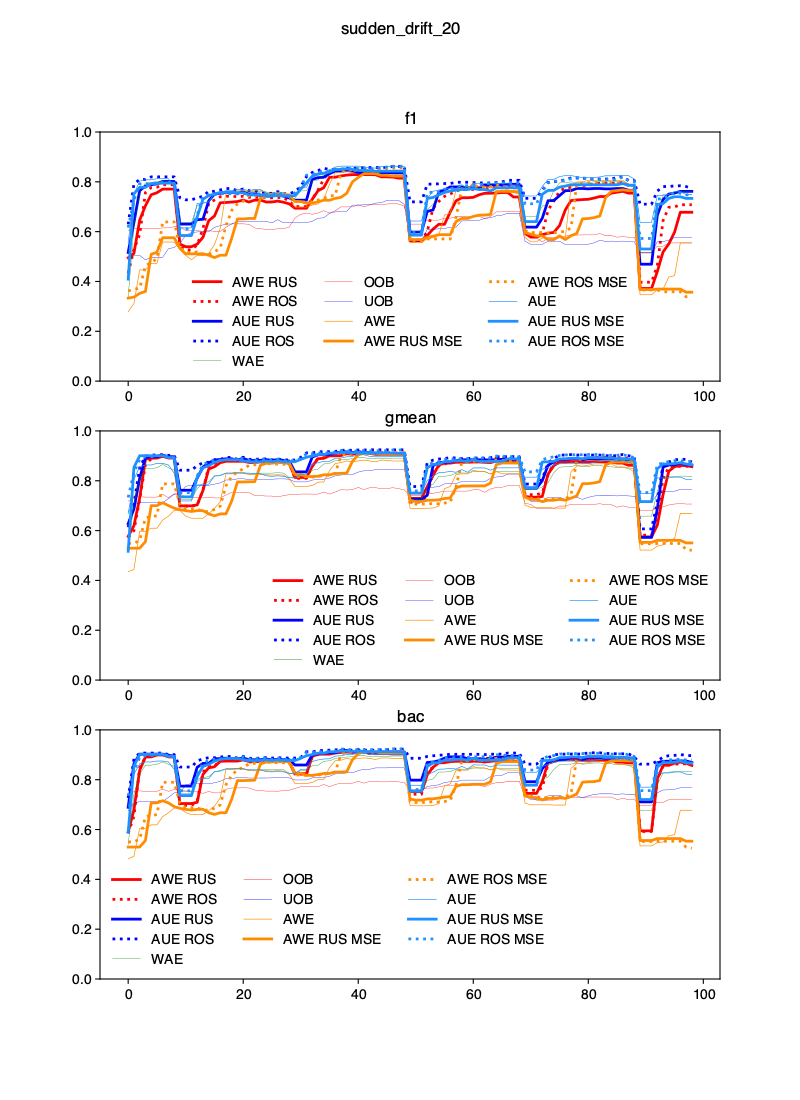 sudden_drift_20
f1
1.0
0.8
0.6
0.4
0.2
0.0
AWE RUS OOB AWE ROS MSE
AWE ROS UOB AUE
AUE RUS AWE AUE RUS MSE
AUE ROS AWE RUS MSE AUE ROS MSE
WAE
0 20 40 60 80 100
gmean
1.0
0.8
0.6
0.4
0.2
0.0
AWE RUS OOB AWE ROS MSE
AWE ROS UOB AUE
AUE RUS AWE AUE RUS MSE
AUE ROS AWE RUS MSE AUE ROS MSE
WAE
0 20 40 60 80 100
bac
1.0
0.8
0.6
0.4
0.2
0.0
AWE RUS OOB AWE ROS MSE
AWE ROS UOB AUE
AUE RUS AWE AUE RUS MSE
AUE ROS AWE RUS MSE AUE ROS MSE
WAE
0 20 40 60 80 100